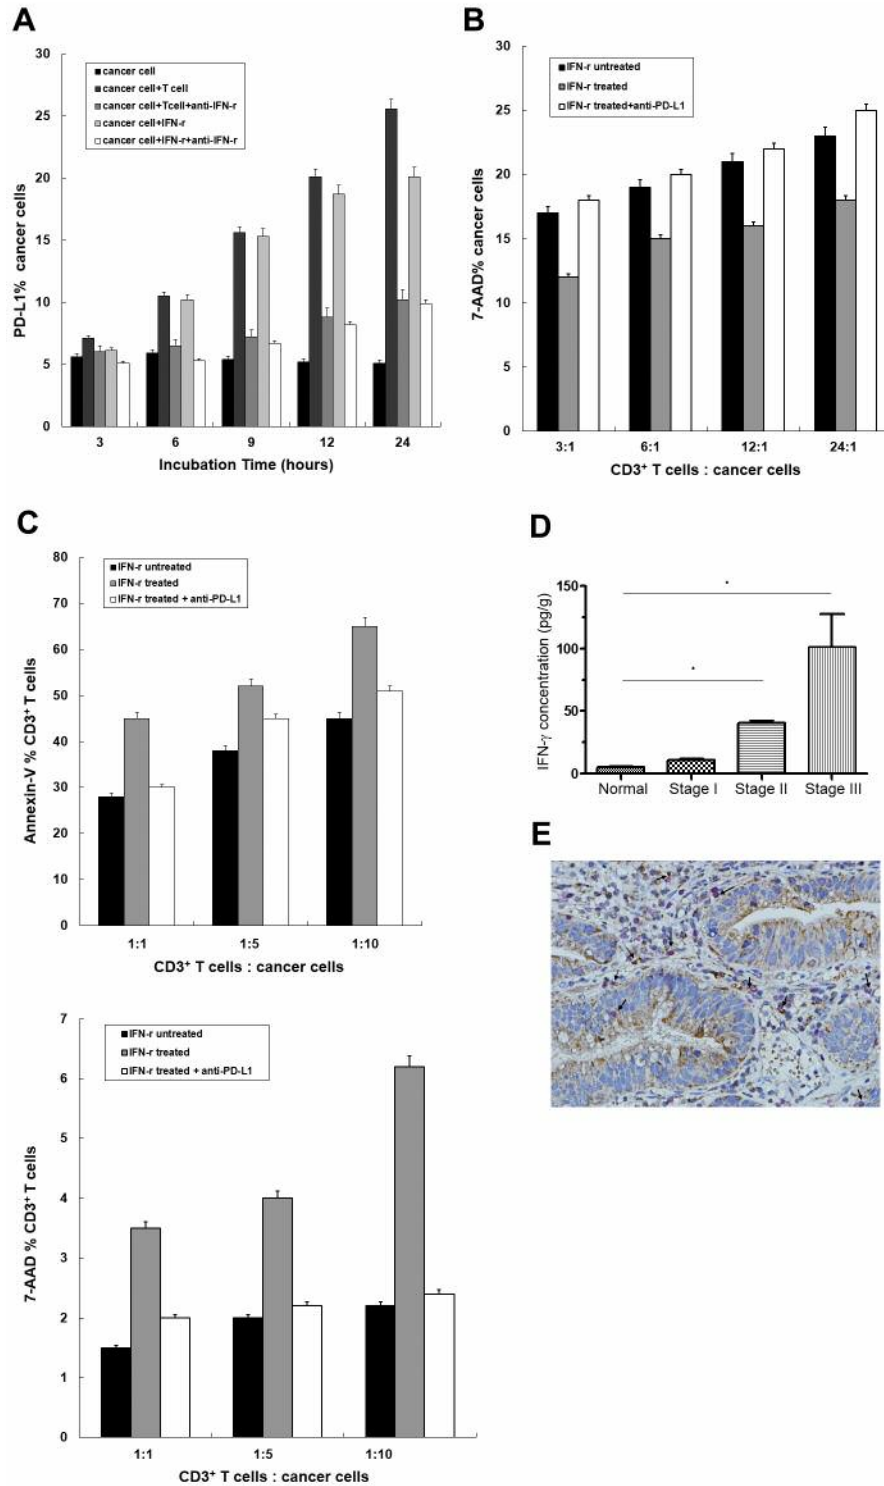 A
30
25
20
15
10
5
0
PD-L1% cancer cells
cancer cell
cancer cell+T cell
cancer cell+Tcell+anti-IFN-r
cancer cell+IFN-r
cancer cell+IFN-r+anti-IFN-r
3 6 9 12 24
Incubation Time (hours)
B
30
25
20
15
10
5
0
7-AAD% cancer cells
IFN-r untreated
IFN-r treated
IFN-r treated+anti-PD-L1
3:1 6:1 12:1 24:1
CD3+ T cells : cancer cells
C
80
70
60
50
40
30
20
10
0
Annexin-V % CD3+ T cells
IFN-r untreated
IFN-r treated
IFN-r treated + anti-PD-L1
1:1 1:5 1:10
CD3+ T cells : cancer cells
7
6
5
4
3
2
1
0
7-AAD % CD3+ T cells
IFN-r untreated
IFN-r treated
IFN-r treated + anti-PD-L1
1:1 1:5 1:10
CD3+ T cells : cancer cells
D
150
100
50
0
IFN-γ concentration (pg/g)
*
*
Normal Stage I Stage II Stage III
E